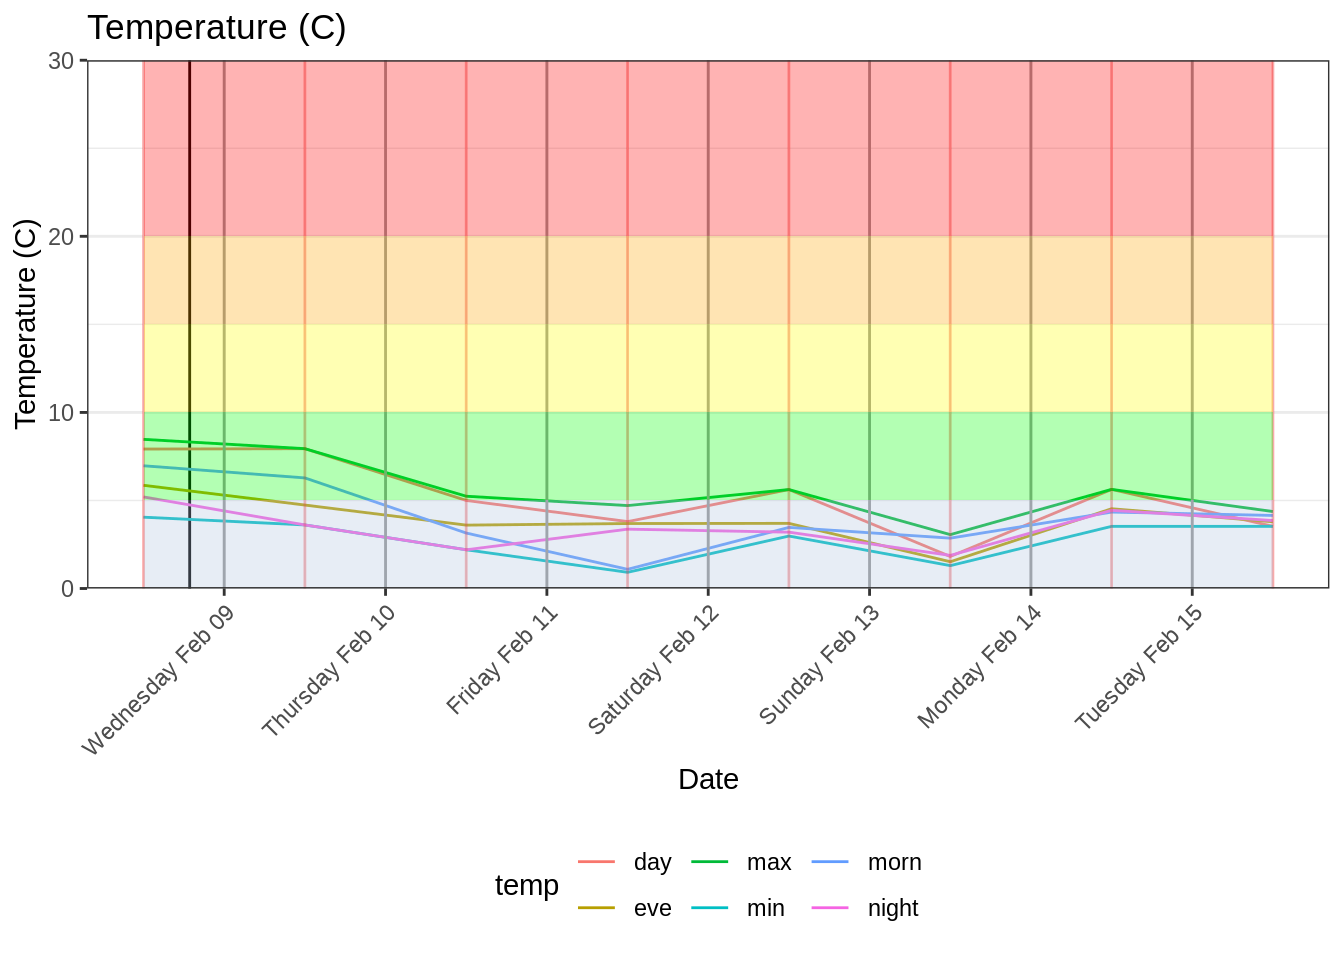 Temperature (C)
Temperature (C)
30
20
10
0
Wednesday Feb 09
Thursday Feb 10
Friday Feb 11
Saturday Feb 12
Sunday Feb 13
Monday Feb 14
Tuesday Feb 15
Date
temp
day max morn
eve min night